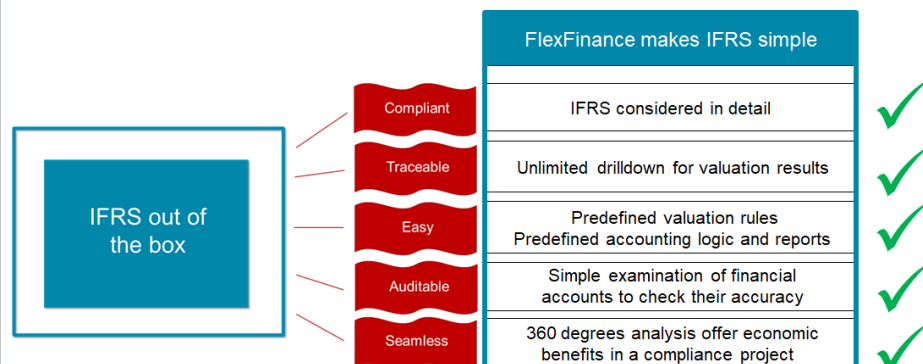 FlexFinance makes IFRS simple
IFRS out of
the box
Compliant
IFRS considered in detail
Traceable
Unlimited drilldown for valuation results
Easy
Predefined valuation rules
Predefined accounting logic and reports
Auditable
Simple examination of financial
accounts to check their accuracy
Seamless
360 degrees analysis offer economic
benefits in a compliance project